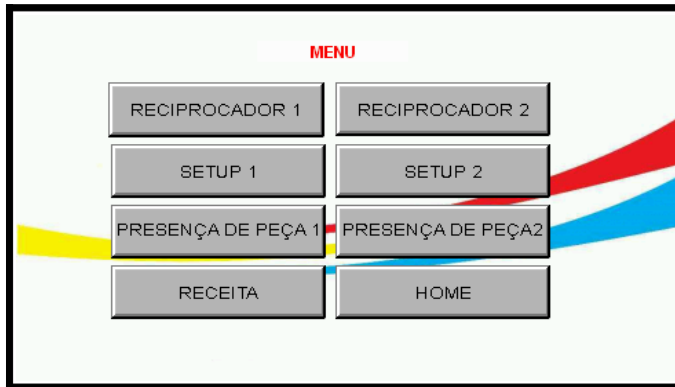 MENU
RECIPROCADOR 1 RECIPROCADOR 2
SETUP 1 SETUP 2
PRESENÇA DE PEÇA 1 PRESENÇA DE PEÇA2
RECEITA HOME